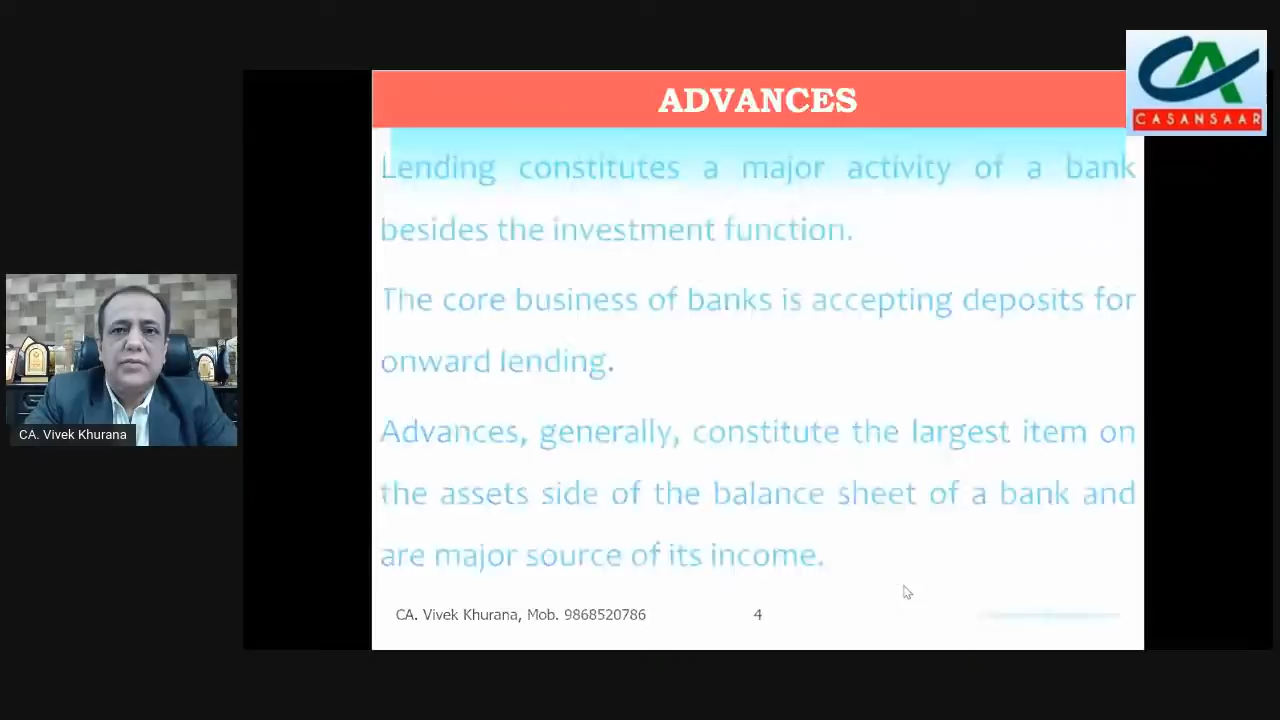 ADVANCES
CASANSAAR
Lending constitutes a major activity of a bank
besides the investment function.
The core business of banks is accepting deposits for
onward lending.
Advances, generally, constitute the largest item on
the assets side of the balance sheet of a bank and
are major source of its income.
CA. Vivek Khurana
CA. Vivek Khurana, Mob. 9868520786
4